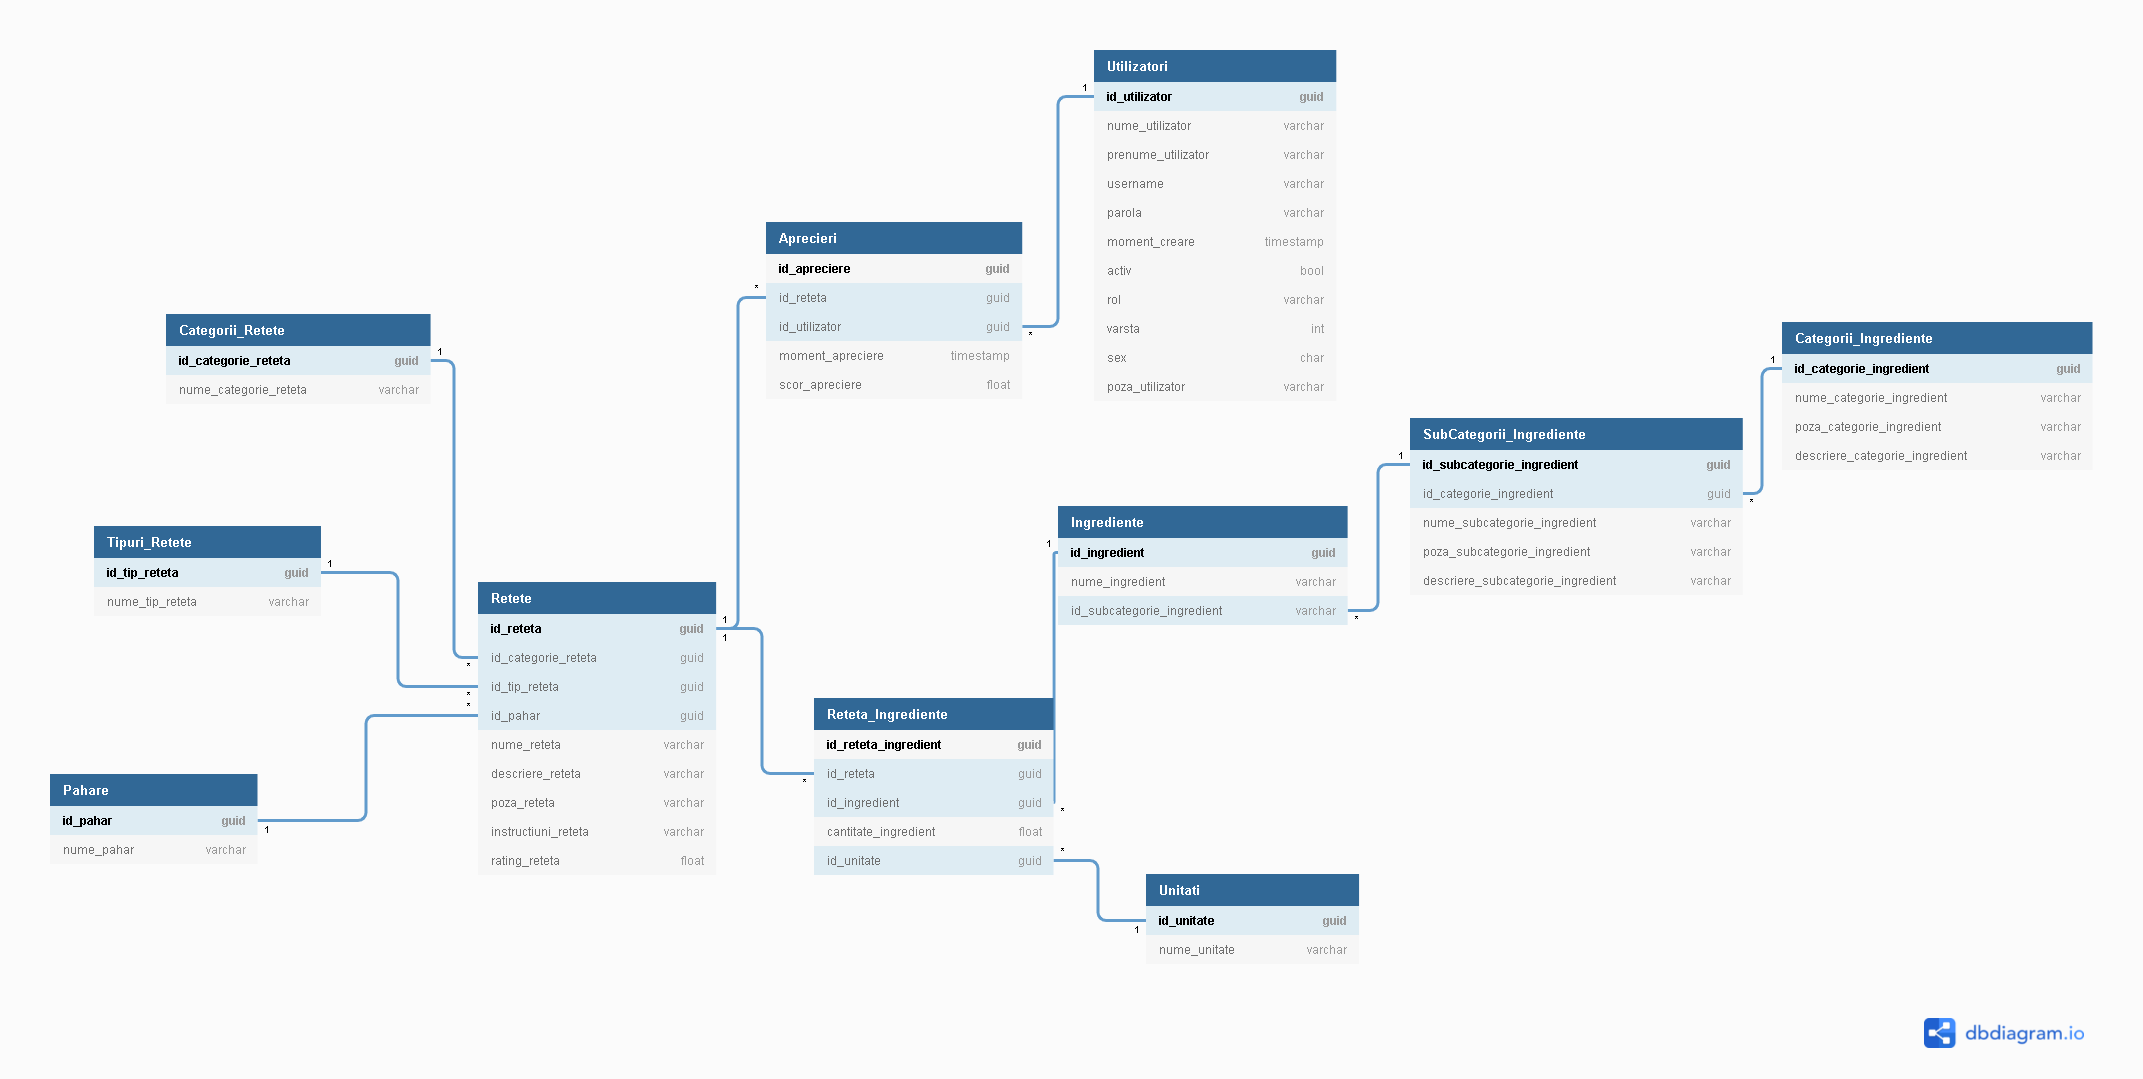 Utilizatori
id_utilizator guid
nume_utilizator varchar
prenume_utilizator varchar
username varchar
parola varchar
moment_creare timestamp
activ bool
rol varchar
varsta int
sex char
poza_utilizator varchar
1
*
Aprecieri
id_apreciere guid
id_reteta guid
id_utilizator guid
moment_apreciere timestamp
scor_apreciere float
*
1
Categorii_Retete
id_categorie_reteta guid
nume_categorie_reteta varchar
1
*
Tipuri_Retete
id_tip_reteta guid
nume_tip_reteta varchar
1
*
Pahare
id_pahar guid
nume_pahar varchar
1
*
Retete
id_reteta guid
id_categorie_reteta guid
id_tip_reteta guid
id_pahar guid
nume_reteta varchar
descriere_reteta varchar
poza_reteta varchar
instructiuni_reteta varchar
rating_reteta float
1
*
Reteta_Ingrediente
id_reteta_ingredient guid
id_reteta guid
id_ingredient guid
cantitate_ingredient float
id_unitate guid
*
1
Ingrediente
id_ingredient guid
nume_ingredient varchar
id_subcategorie_ingredient varchar
*
1
SubCategorii_Ingrediente
id_subcategorie_ingredient guid
id_categorie_ingredient guid
nume_subcategorie_ingredient varchar
poza_subcategorie_ingredient varchar
descriere_subcategorie_ingredient varchar
*
1
Categorii_Ingrediente
id_categorie_ingredient guid
nume_categorie_ingredient varchar
poza_categorie_ingredient varchar
descriere_categorie_ingredient varchar
*
1
Unitati
id_unitate guid
nume_unitate varchar
dbdiagram.io